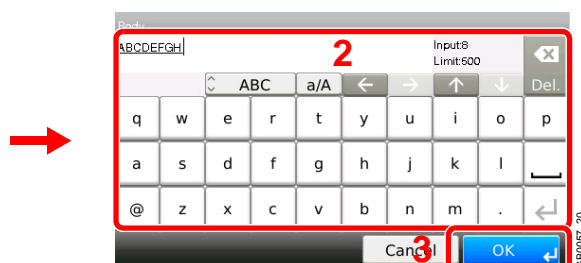 Body
ABCDEFGH
2
Input:8
Limit:500
ABC a/A ← → ↑ ↓ Del.
q w e r t y u i o p
a s d f g h j k l
@ z x c v b n m .
Cancel 3 OK